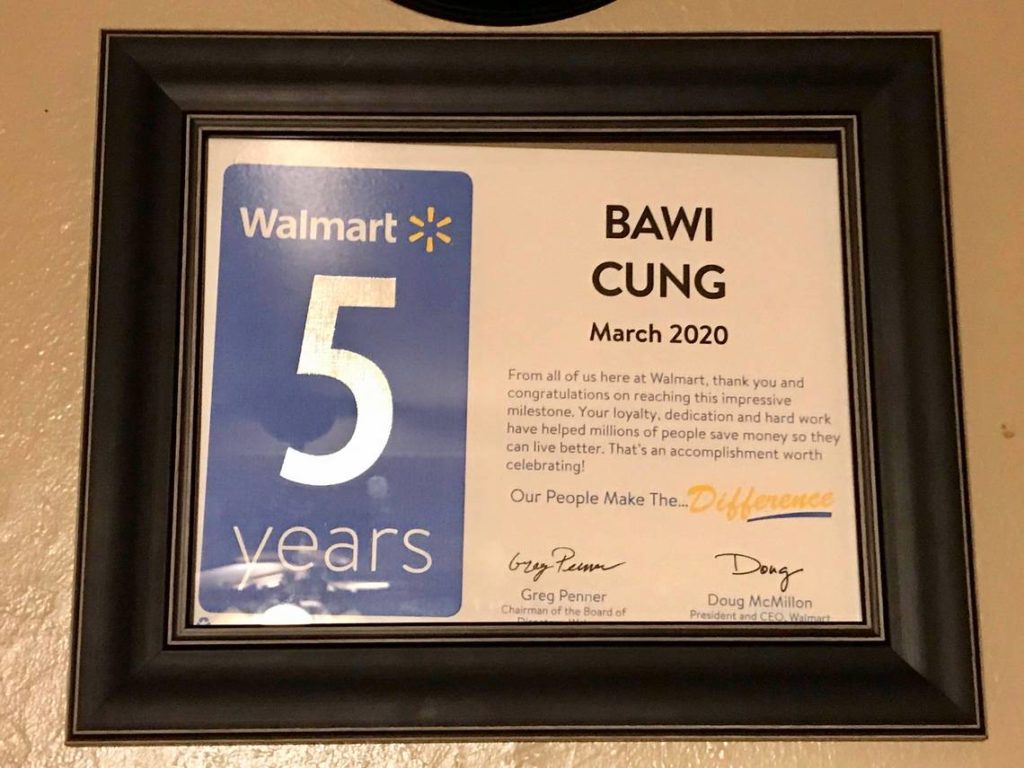 Walmart
5
years
BAWI
CUNG
March 2020
From all of us here at Walmart, thank you and
congratulations on reaching this impressive
milestone. Your loyalty, dedication and hard work
have helped millions of people save money so they
can live better. That's an accomplishment worth
celebrating!
Our People Make The...Difference
Greg Penner
Greg Penner
Chairman of the Board of
Doug
Doug McMillon
President and CEO, Walmart